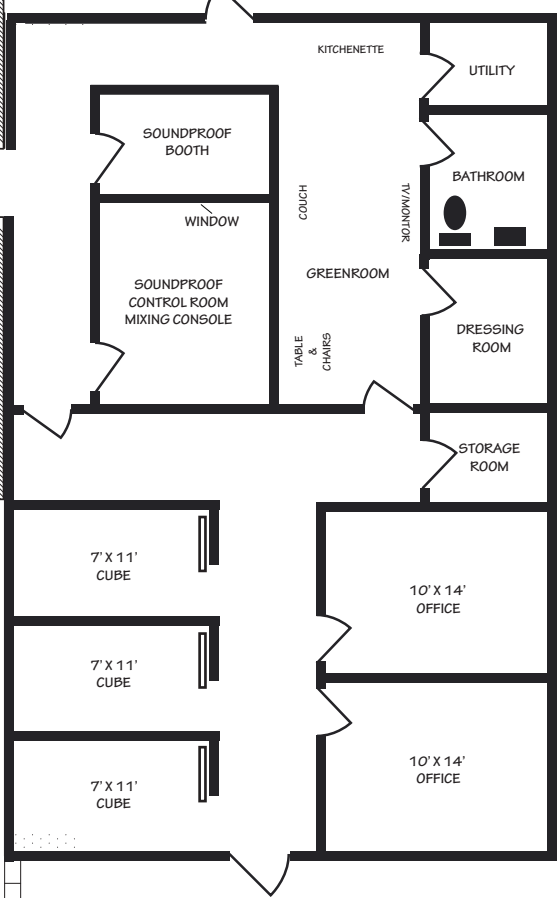 KITCHENETTE
UTILITY
SOUNDPROOF
BOOTH
BATHROOM
COUCH
TV/MONTOR
WINDOW
GREENROOM
SOUNDPROOF
CONTROL ROOM
MIXING CONSOLE
DRESSING
ROOM
TABLE
&
CHAIRS
STORAGE
ROOM
7' X 11'
CUBE
10' X 14'
OFFICE
7' X 11'
CUBE
10' X 14'
OFFICE
7' X 11'
CUBE